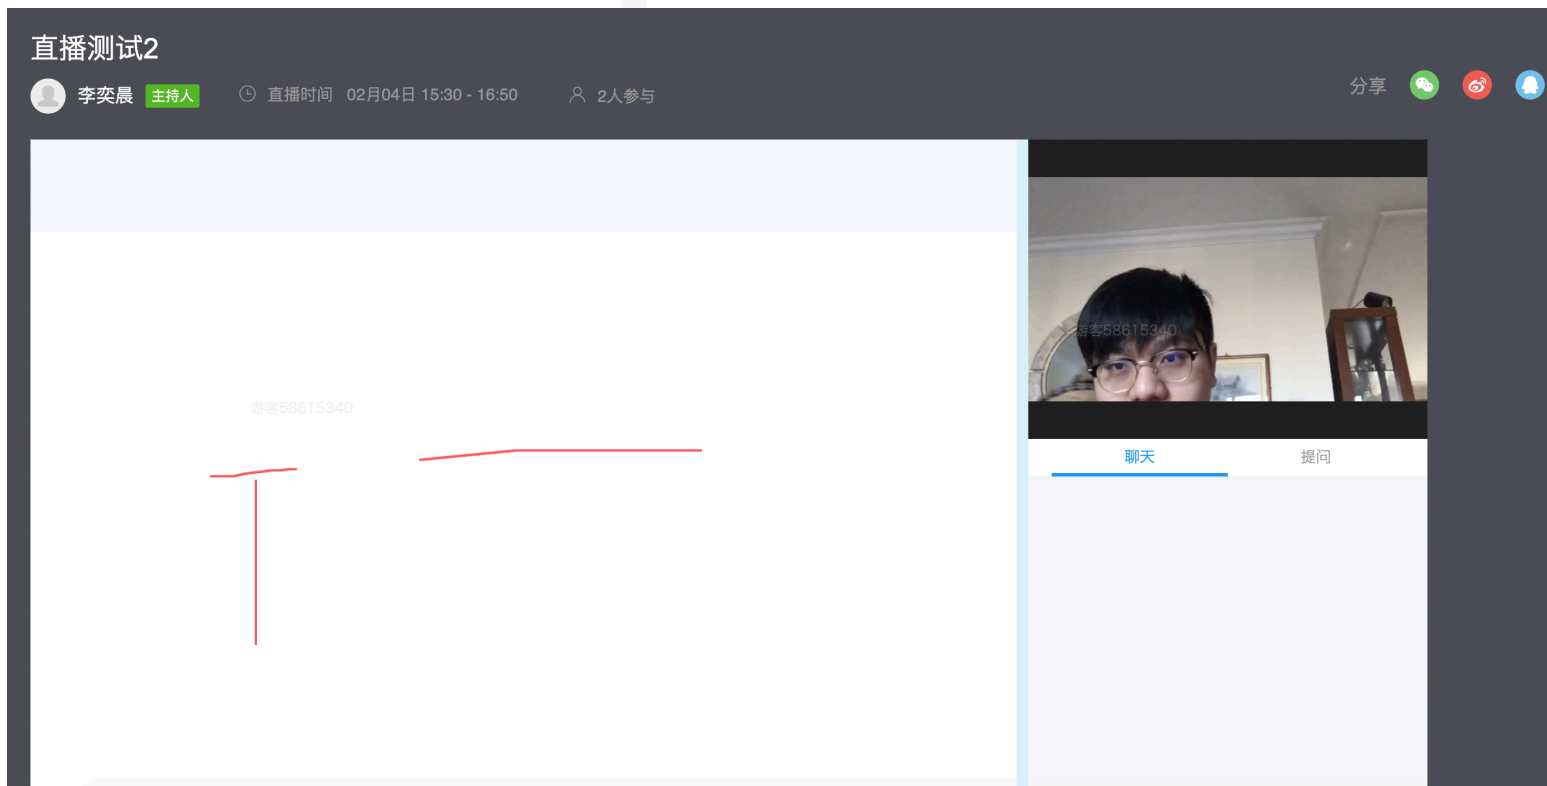 直播测试2
李奕晨 主持人 直播时间 02月04日 15:30 - 16:50 2人参与 分享
游客58615340
游客58615340
聊天 提问